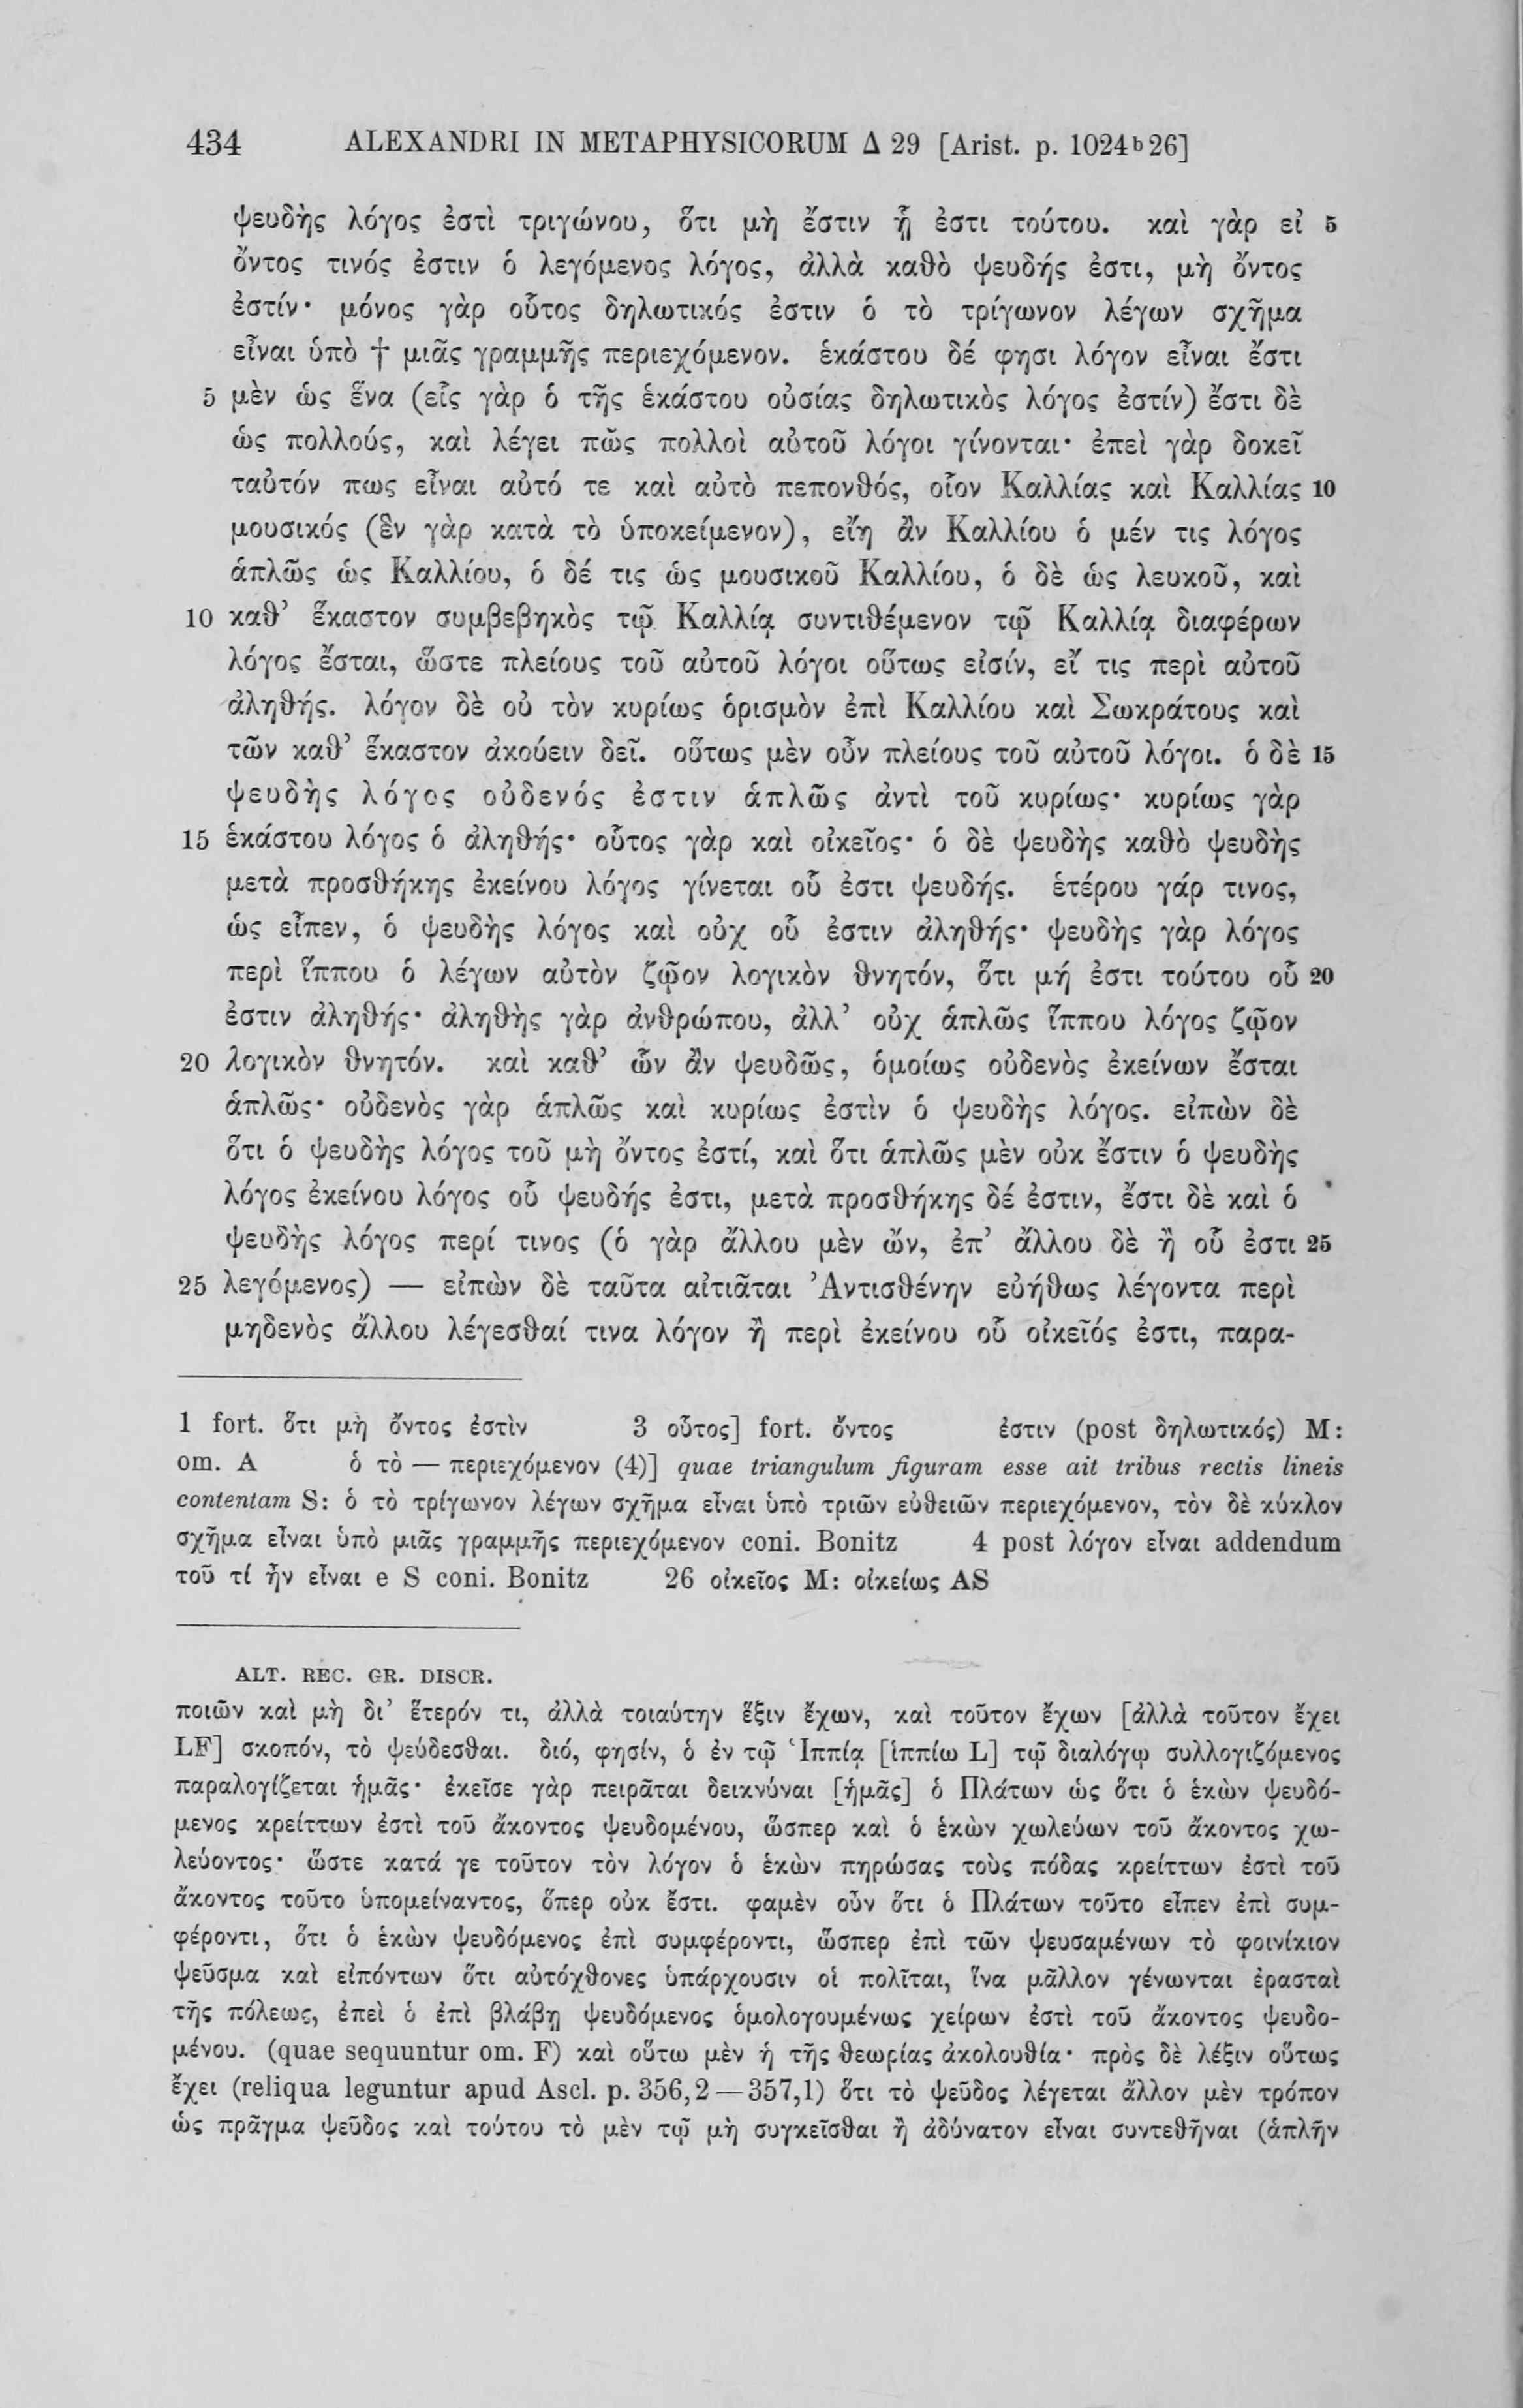 434 ALEXANDRI IN METAPHYSICORUM Δ 29 [Arist. p. 1024ᵇ26]
ψευδὴς λόγος ἐστὶ τριγώνου, ὅτι μὴ ἔστιν ᾗ ἐστι τούτου. καὶ γὰρ εἰ 5
ὄντος τινός ἐστιν ὁ λεγόμενος λόγος, ἀλλὰ καθὸ ψευδής ἐστι, μὴ ὄντος
ἐστίν· μόνος γὰρ οὗτος δηλωτικός ἐστιν ὁ τὸ τρίγωνον λέγων σχῆμα
εἶναι ὑπὸ † μιᾶς γραμμῆς περιεχόμενον. ἑκάστου δέ φησι λόγον εἶναι ἔστι
5 μὲν ὡς ἕνα (εἷς γὰρ ὁ τῆς ἑκάστου οὐσίας δηλωτικὸς λόγος ἐστίν) ἔστι δὲ
ὡς πολλούς, καὶ λέγει πῶς πολλοὶ αὐτοῦ λόγοι γίνονται· ἐπεὶ γὰρ δοκεῖ
ταὐτόν πως εἶναι αὐτό τε καὶ αὐτὸ πεπονθός, οἷον Καλλίας καὶ Καλλίας 10
μουσικός (ἓν γὰρ κατὰ τὸ ὑποκείμενον), εἴη ἂν Καλλίου ὁ μέν τις λόγος
ἁπλῶς ὡς Καλλίου, ὁ δέ τις ὡς μουσικοῦ Καλλίου, ὁ δὲ ὡς λευκοῦ, καὶ
10 καθ’ ἕκαστον συμβεβηκὸς τῷ Καλλίᾳ συντιθέμενον τῷ Καλλίᾳ διαφέρων
λόγος ἔσται, ὥστε πλείους τοῦ αὐτοῦ λόγοι οὕτως εἰσίν, εἴ τις περὶ αὐτοῦ
ἀληθής. λόγον δὲ οὐ τὸν κυρίως ὁρισμὸν ἐπὶ Καλλίου καὶ Σωκράτους καὶ
τῶν καθ’ ἕκαστον ἀκούειν δεῖ. οὕτως μὲν οὖν πλείους τοῦ αὐτοῦ λόγοι. ὁ δὲ 15
ψευδὴς λόγος οὐδενός ἐστιν ἁπλῶς ἀντὶ τοῦ κυρίως· κυρίως γὰρ
15 ἑκάστου λόγος ὁ ἀληθής· οὗτος γὰρ καὶ οἰκεῖος· ὁ δὲ ψευδὴς καθὸ ψευδὴς
μετὰ προσθήκης ἐκείνου λόγος γίνεται οὗ ἐστι ψευδής. ἑτέρου γάρ τινος,
ὡς εἶπεν, ὁ ψευδὴς λόγος καὶ οὐχ οὗ ἐστιν ἀληθής· ψευδὴς γὰρ λόγος
περὶ ἵππου ὁ λέγων αὐτὸν ζῷον λογικὸν θνητόν, ὅτι μή ἐστι τούτου οὗ 20
ἐστιν ἀληθής· ἀληθὴς γὰρ ἀνθρώπου, ἀλλ’ οὐχ ἁπλῶς ἵππου λόγος ζῷον
20 λογικὸν θνητόν. καὶ καθ’ ὧν ἂν ψευδῶς, ὁμοίως οὐδενὸς ἐκείνων ἔσται
ἁπλῶς· οὐδενὸς γὰρ ἁπλῶς καὶ κυρίως ἐστὶν ὁ ψευδὴς λόγος. εἰπὼν δὲ
ὅτι ὁ ψευδὴς λόγος τοῦ μὴ ὄντος ἐστί, καὶ ὅτι ἁπλῶς μὲν οὐκ ἔστιν ὁ ψευδὴς
λόγος ἐκείνου λόγος οὗ ψευδής ἐστι, μετὰ προσθήκης δέ ἐστιν, ἔστι δὲ καὶ ὁ
ψευδὴς λόγος περί τινος (ὁ γὰρ ἄλλου μὲν ὤν, ἐπ’ ἄλλου δὲ ἢ οὗ ἐστι 25
25 λεγόμενος) — εἰπὼν δὲ ταῦτα αἰτιᾶται Ἀντισθένην εὐήθως λέγοντα περὶ
μηδενὸς ἄλλου λέγεσθαί τινα λόγον ἢ περὶ ἐκείνου οὗ οἰκεῖός ἐστι, παρα-
1 fort. ὅτι μὴ ὄντος ἐστὶν 3 οὗτος] fort. ὄντος ἐστιν (post δηλωτικός) M:
om. A ὁ τὸ — περιεχόμενον (4)] quae triangulum figuram esse ait tribus rectis lineis
contentam S: ὁ τὸ τρίγωνον λέγων σχῆμα εἶναι ὑπὸ τριῶν εὐθειῶν περιεχόμενον, τὸν δὲ κύκλον
σχῆμα εἶναι ὑπὸ μιᾶς γραμμῆς περιεχόμενον coni. Bonitz 4 post λόγον εἶναι addendum
τοῦ τί ἦν εἶναι e S coni. Bonitz 26 οἰκεῖος M: οἰκείως AS
ALT. REC. GR. DISCR.
ποιῶν καὶ μὴ δι’ ἕτερόν τι, ἀλλὰ τοιαύτην ἕξιν ἔχων, καὶ τοῦτον ἔχων [ἀλλὰ τοῦτον ἔχει
LF] σκοπόν, τὸ ψεύδεσθαι. διό, φησίν, ὁ ἐν τῷ Ἱππίᾳ [ἱππίω L] τῷ διαλόγῳ συλλογιζόμενος
παραλογίζεται ἡμᾶς· ἐκεῖσε γὰρ πειρᾶται δεικνύναι [ἡμᾶς] ὁ Πλάτων ὡς ὅτι ὁ ἑκὼν ψευδό-
μενος κρείττων ἐστὶ τοῦ ἄκοντος ψευδομένου, ὥσπερ καὶ ὁ ἑκὼν χωλεύων τοῦ ἄκοντος χω-
λεύοντος· ὥστε κατά γε τοῦτον τὸν λόγον ὁ ἑκὼν πηρώσας τοὺς πόδας κρείττων ἐστὶ τοῦ
ἄκοντος τοῦτο ὑπομείναντος, ὅπερ οὐκ ἔστι. φαμὲν οὖν ὅτι ὁ Πλάτων τοῦτο εἶπεν ἐπὶ συμ-
φέροντι, ὅτι ὁ ἑκὼν ψευδόμενος ἐπὶ συμφέροντι, ὥσπερ ἐπὶ τῶν ψευσαμένων τὸ φοινίκιον
ψεῦσμα καὶ εἰπόντων ὅτι αὐτόχθονες ὑπάρχουσιν οἱ πολῖται, ἵνα μᾶλλον γένωνται ἐρασταὶ
τῆς πόλεως, ἐπεὶ ὁ ἐπὶ βλάβῃ ψευδόμενος ὁμολογουμένως χείρων ἐστὶ τοῦ ἄκοντος ψευδο-
μένου. (quae sequuntur om. F) καὶ οὕτω μὲν ἡ τῆς θεωρίας ἀκολουθία· πρὸς δὲ λέξιν οὕτως
ἔχει (reliqua leguntur apud Ascl. p. 356,2 — 357,1) ὅτι τὸ ψεῦδος λέγεται ἄλλον μὲν τρόπον
ὡς πρᾶγμα ψεῦδος καὶ τούτου τὸ μὲν τῷ μὴ συγκεῖσθαι ἢ ἀδύνατον εἶναι συντεθῆναι (ἁπλῆν